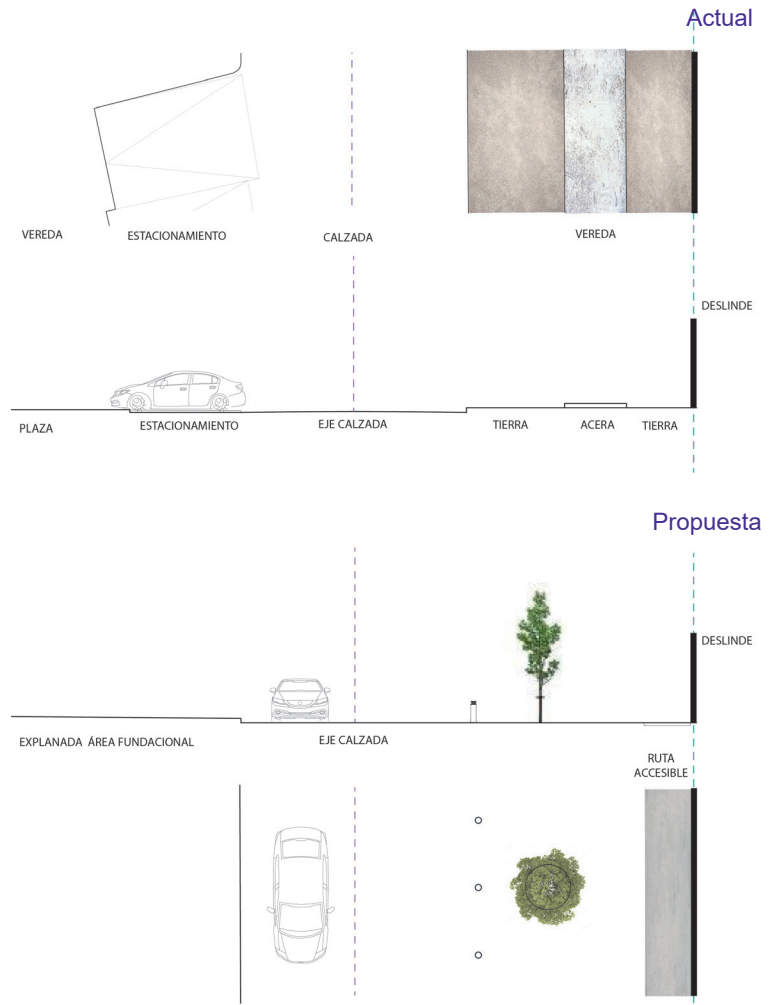 Actual
VEREDA ESTACIONAMIENTO CALZADA VEREDA
DESLINDE
PLAZA ESTACIONAMIENTO EJE CALZADA TIERRA ACERA TIERRA
Propuesta
DESLINDE
EXPLANADA ÁREA FUNDACIONAL EJE CALZADA
RUTA
ACCESIBLE